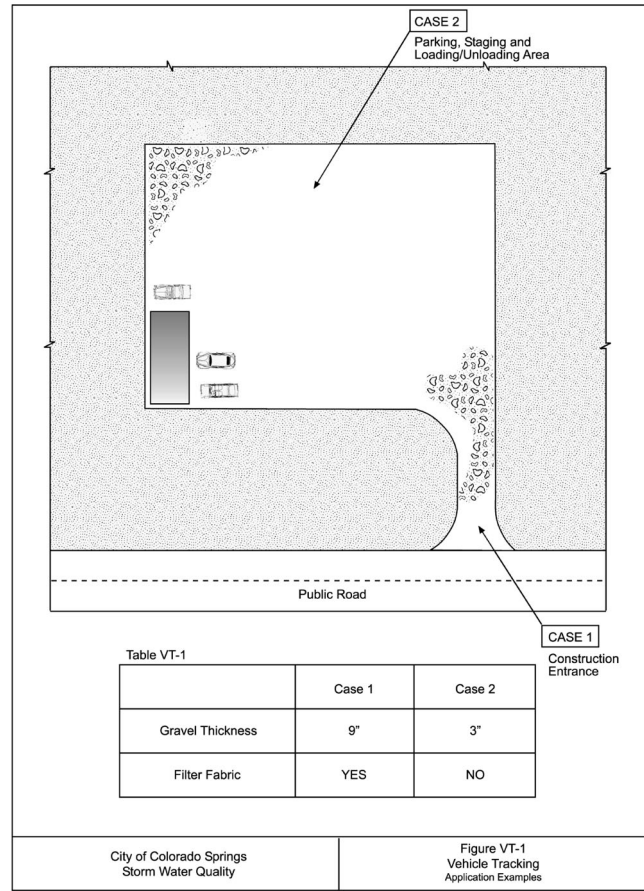 CASE 2
Parking, Staging and
Loading/Unloading Area
Public Road
CASE 1
Construction
Entrance
Table VT-1
Case 1 Case 2
Gravel Thickness 9” 3”
Filter Fabric YES NO
City of Colorado Springs
Storm Water Quality
Figure VT-1
Vehicle Tracking
Application Examples